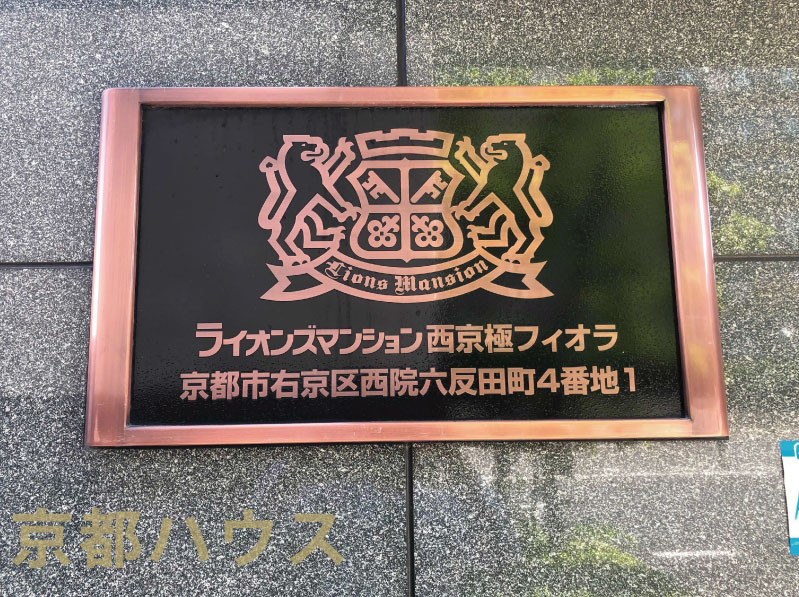 Lions Mansion
ライオンズマンション西京極フィオラ
京都市右京区西院六反田町4番地1
京都ハウス